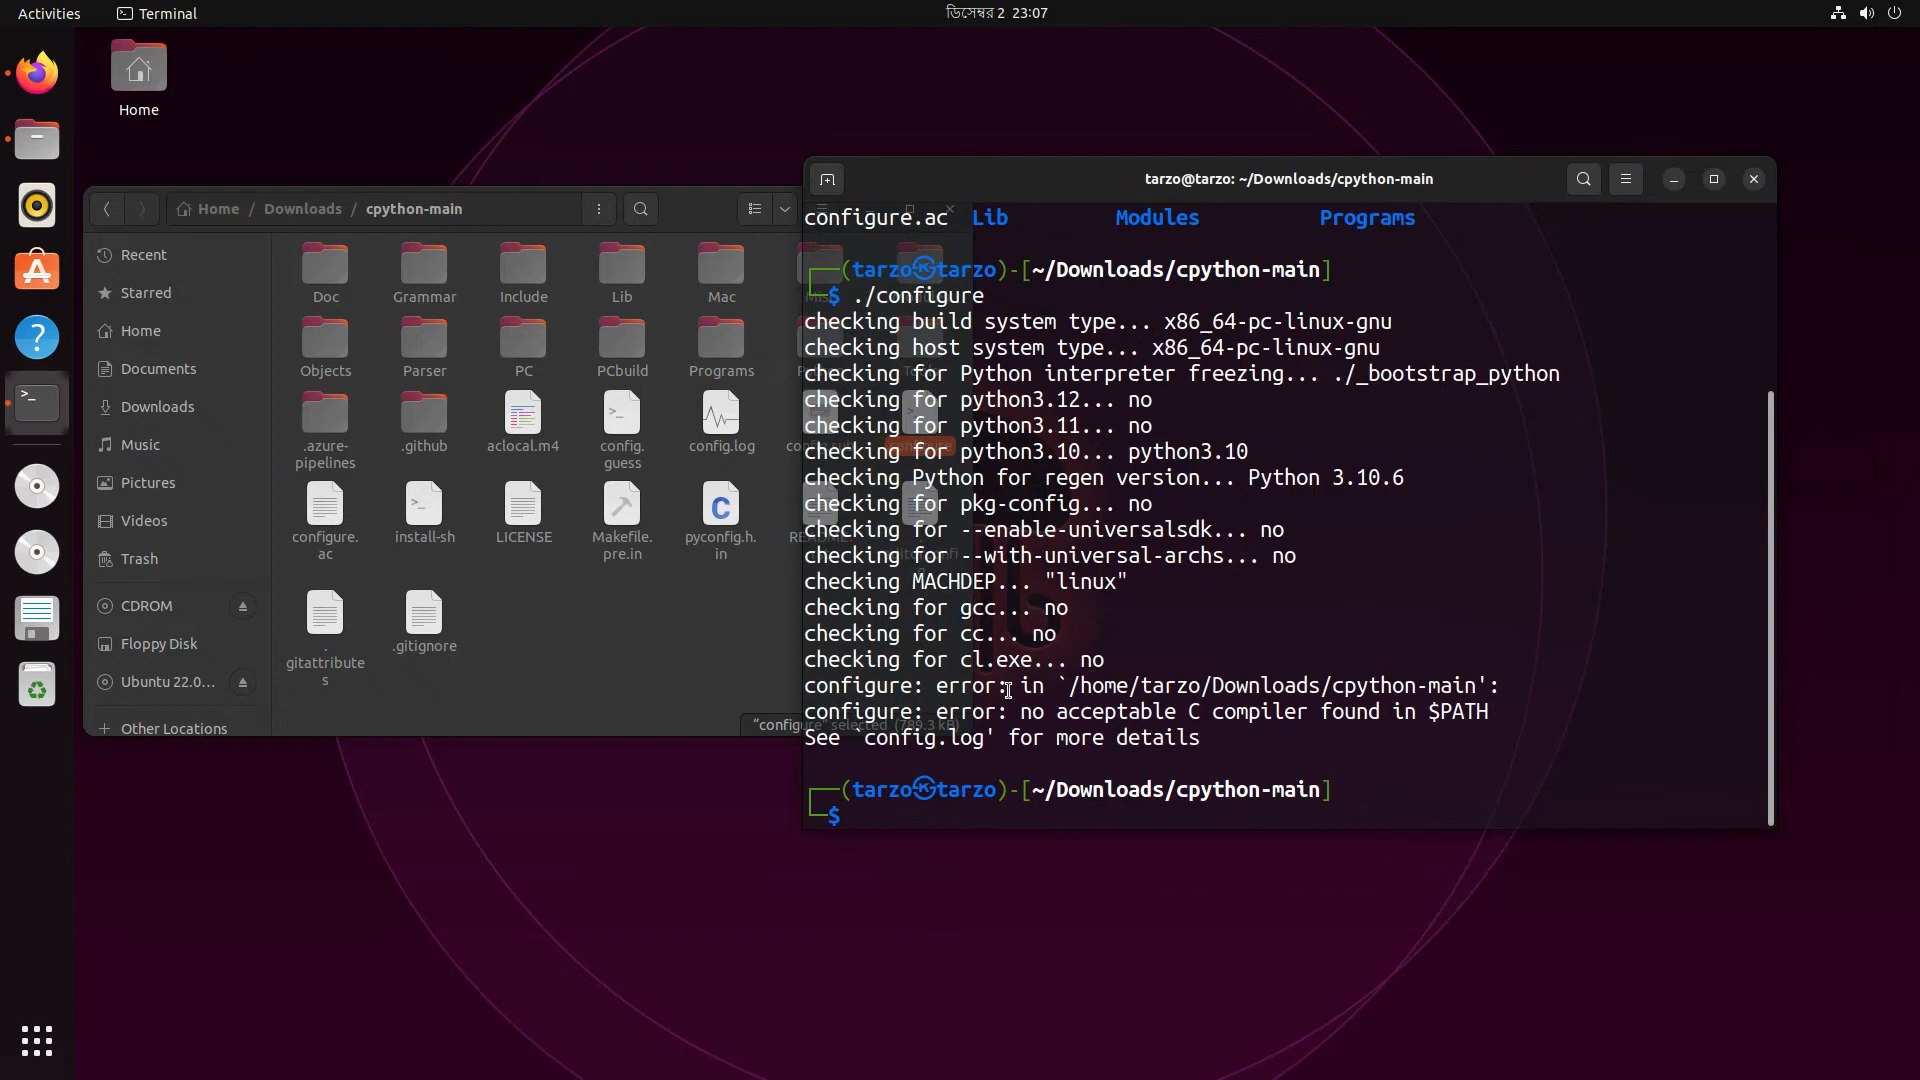 Activities
Terminal
ডিসেম্বর 2 23:07
Home
Home / Downloads / cpython-main
Recent
Starred
Home
Documents
Downloads
Music
Pictures
Videos
Trash
CDROM
Floppy Disk
Ubuntu 22.0...
Other Locations
Doc
Grammar
Include
Lib
Mac
Objects
Parser
PC
PCbuild
Programs
.azure-
pipelines
.github
aclocal.m4
config.
guess
config.log
configure.
ac
install-sh
LICENSE
Makefile.
pre.in
pyconfig.h.
in
.
gitattribute
s
.gitignore
"configure" selected (789.3 kB)
tarzo@tarzo: ~/Downloads/cpython-main
configure.ac Lib Modules Programs
(tarzo㉿tarzo)-[~/Downloads/cpython-main]
$ ./configure
checking build system type... x86_64-pc-linux-gnu
checking host system type... x86_64-pc-linux-gnu
checking for Python interpreter freezing... ./_bootstrap_python
checking for python3.12... no
checking for python3.11... no
checking for python3.10... python3.10
checking Python for regen version... Python 3.10.6
checking for pkg-config... no
checking for --enable-universalsdk... no
checking for --with-universal-archs... no
checking MACHDEP... "linux"
checking for gcc... no
checking for cc... no
checking for cl.exe... no
configure: error: in `/home/tarzo/Downloads/cpython-main':
configure: error: no acceptable C compiler found in $PATH
See `config.log' for more details
(tarzo㉿tarzo)-[~/Downloads/cpython-main]
$